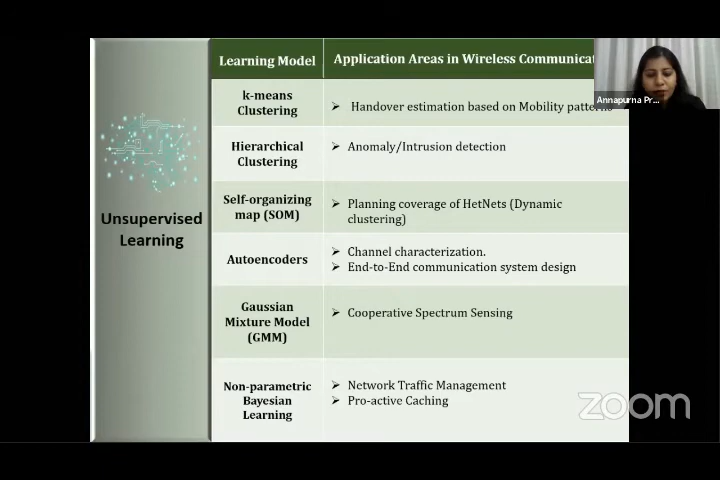 Learning Model
Application Areas in Wireless Communicat
Annapurna Pr...
k-means
Clustering
➢ Handover estimation based on Mobility patterns
Hierarchical
Clustering
➢ Anomaly/Intrusion detection
Unsupervised
Learning
Self-organizing
map (SOM)
➢ Planning coverage of HetNets (Dynamic
clustering)
Autoencoders
➢ Channel characterization.
➢ End-to-End communication system design
Gaussian
Mixture Model
(GMM)
➢ Cooperative Spectrum Sensing
Non-parametric
Bayesian
Learning
➢ Network Traffic Management
➢ Pro-active Caching
zoom